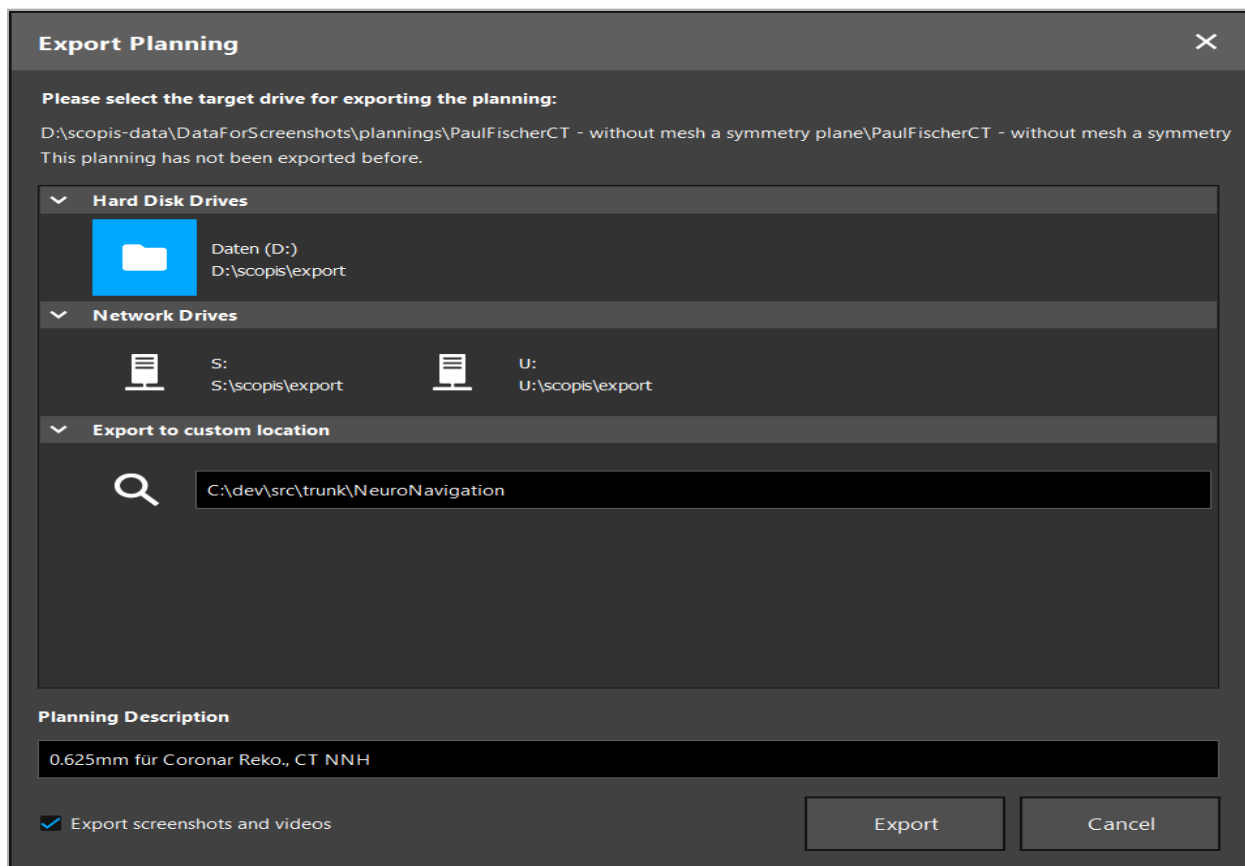 Export Planning
Please select the target drive for exporting the planning:
D:\scopis-data\DataForScreenshots\plannings\PaulFischerCT - without mesh a symmetry plane\PaulFischerCT - without mesh a symmetry
This planning has not been exported before.
Hard Disk Drives
Daten (D:)
D:\scopis\export
Network Drives
S:
S:\scopis\export
U:
U:\scopis\export
Export to custom location
C:\dev\src\trunk\NeuroNavigation
Planning Description
0.625mm für Coronar Reko., CT NNH
Export screenshots and videos
Export
Cancel